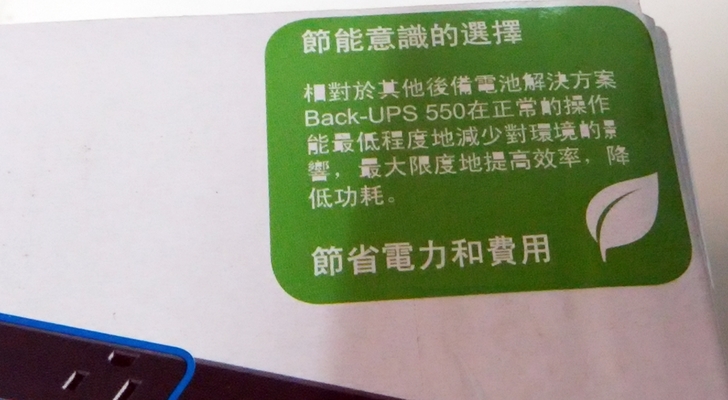 節能意識的選擇
相對於其他後備電池解決方案
Back-UPS 550在正常的操作
能最低程度地減少對環境的景
響，最大限度地提高效率，降
低功耗。
節省電力和費用